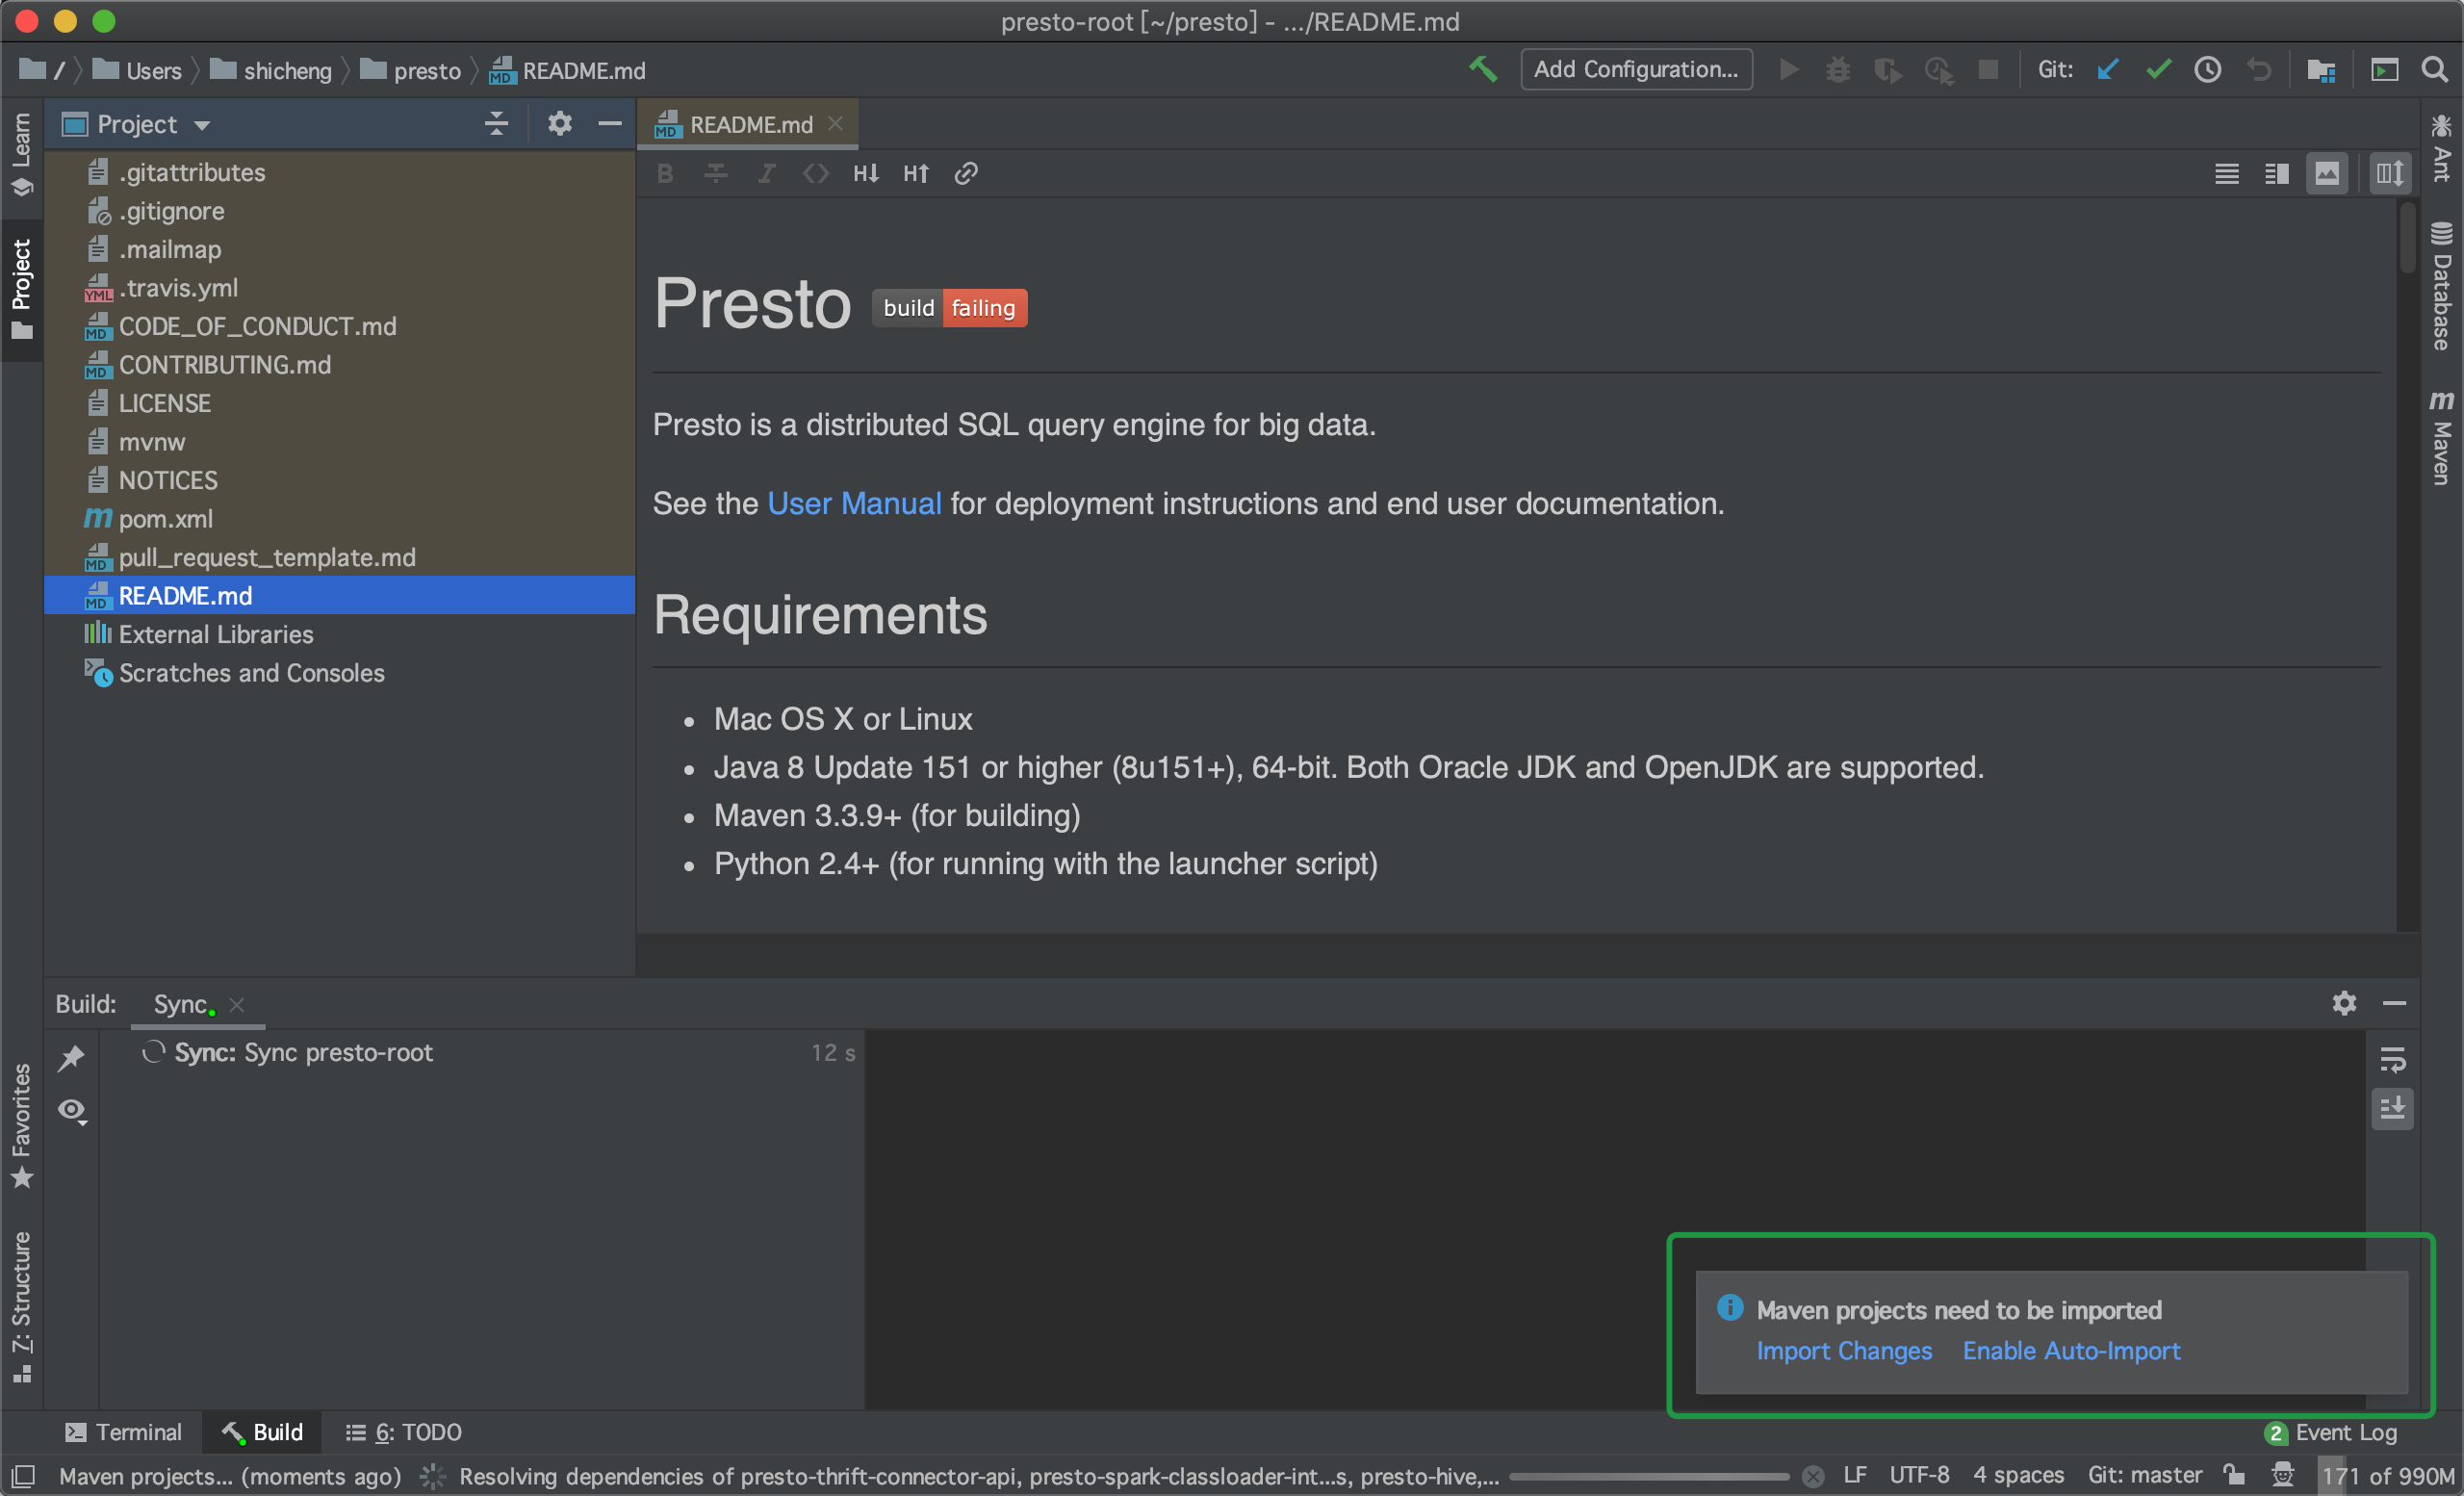 presto-root [~/presto] - .../README.md
/ Users shicheng presto README.md
Add Configuration...
Git:
Learn
Project
README.md
Ant
Database
Maven
Project
.gitattributes
.gitignore
.mailmap
.travis.yml
CODE_OF_CONDUCT.md
CONTRIBUTING.md
LICENSE
mvnw
NOTICES
pom.xml
pull_request_template.md
README.md
External Libraries
Scratches and Consoles
Presto
build failing
Presto is a distributed SQL query engine for big data.
See the User Manual for deployment instructions and end user documentation.
Requirements
• Mac OS X or Linux
• Java 8 Update 151 or higher (8u151+), 64-bit. Both Oracle JDK and OpenJDK are supported.
• Maven 3.3.9+ (for building)
• Python 2.4+ (for running with the launcher script)
Build: Sync
Sync: Sync presto-root 12 s
Favorites
Z: Structure
Maven projects need to be imported
Import Changes Enable Auto-Import
Terminal Build 6: TODO
2 Event Log
Maven projects... (moments ago) Resolving dependencies of presto-thrift-connector-api, presto-spark-classloader-int...s, presto-hive,... LF UTF-8 4 spaces Git: master 171 of 990M